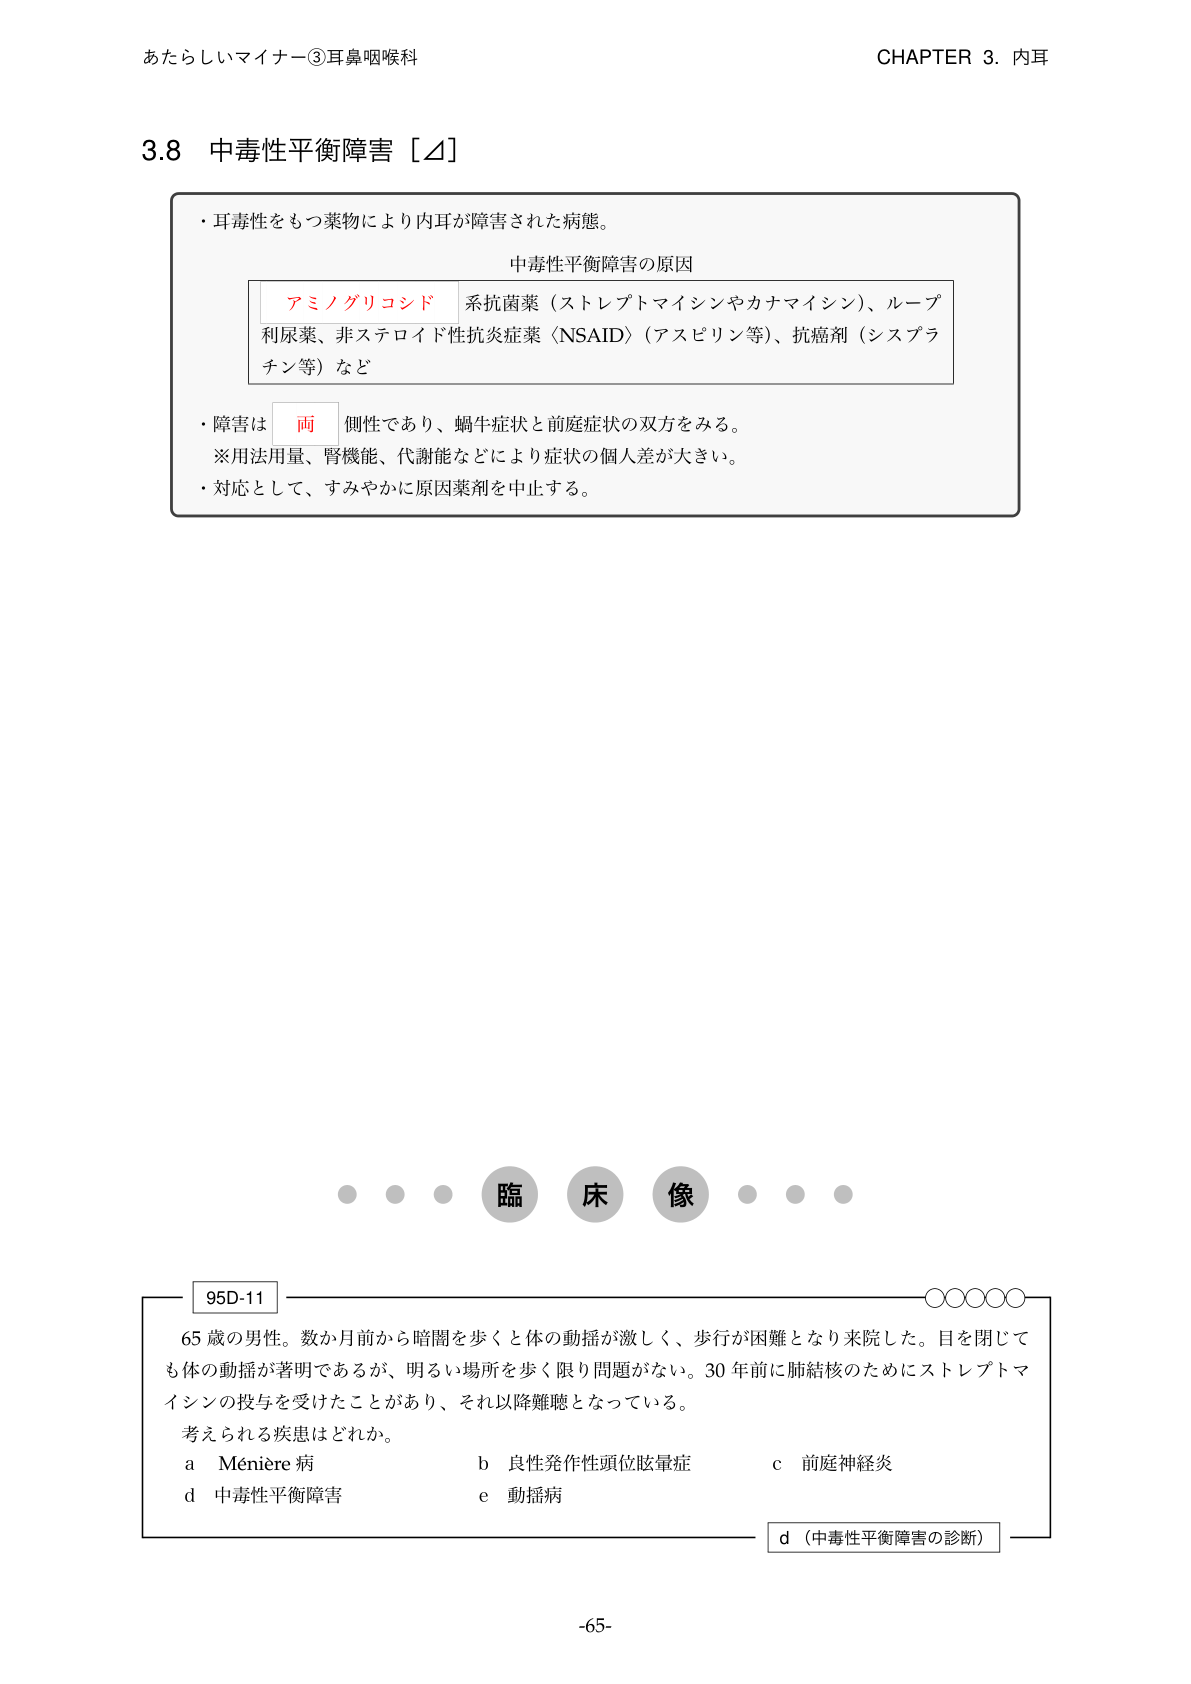 あたらしいマイナー③耳鼻咽喉科
CHAPTER 3. 内耳
3.8 中毒性平衡障害［⊿］
・耳毒性をもつ薬物により内耳が障害された病態。
中毒性平衡障害の原因
アミノグリコシド 系抗菌薬（ストレプトマイシンやカナマイシン）、ループ
利尿薬、非ステロイド性抗炎症薬〈NSAID〉（アスピリン等）、抗癌剤（シスプラ
チン等）など
・障害は 両 側性であり、蝸牛症状と前庭症状の双方をみる。
※用法用量、腎機能、代謝能などにより症状の個人差が大きい。
・対応として、すみやかに原因薬剤を中止する。
臨床像
95D-11
65 歳の男性。数か月前から暗闇を歩くと体の動揺が激しく、歩行が困難となり来院した。目を閉じて
も体の動揺が著明であるが、明るい場所を歩く限り問題がない。30 年前に肺結核のためにストレプトマ
イシンの投与を受けたことがあり、それ以降難聴となっている。
考えられる疾患はどれか。
a Ménière 病 b 良性発作性頭位眩暈症 c 前庭神経炎
d 中毒性平衡障害 e 動揺病
d （中毒性平衡障害の診断）
-65-